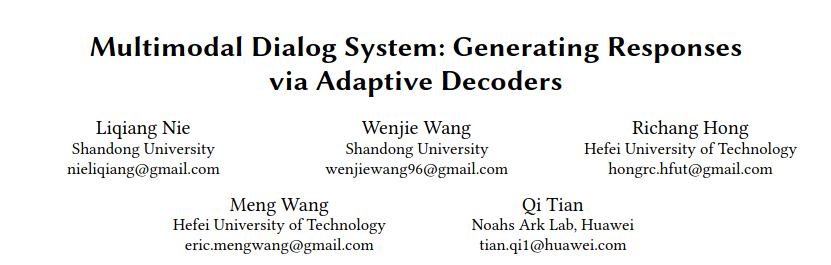 Multimodal Dialog System: Generating Responses
via Adaptive Decoders
Liqiang Nie
Shandong University
nieliqiang@gmail.com
Wenjie Wang
Shandong University
wenjiewang96@gmail.com
Richang Hong
Hefei University of Technology
hongrc.hfut@gmail.com
Meng Wang
Hefei University of Technology
eric.mengwang@gmail.com
Qi Tian
Noahs Ark Lab, Huawei
tian.qi1@huawei.com